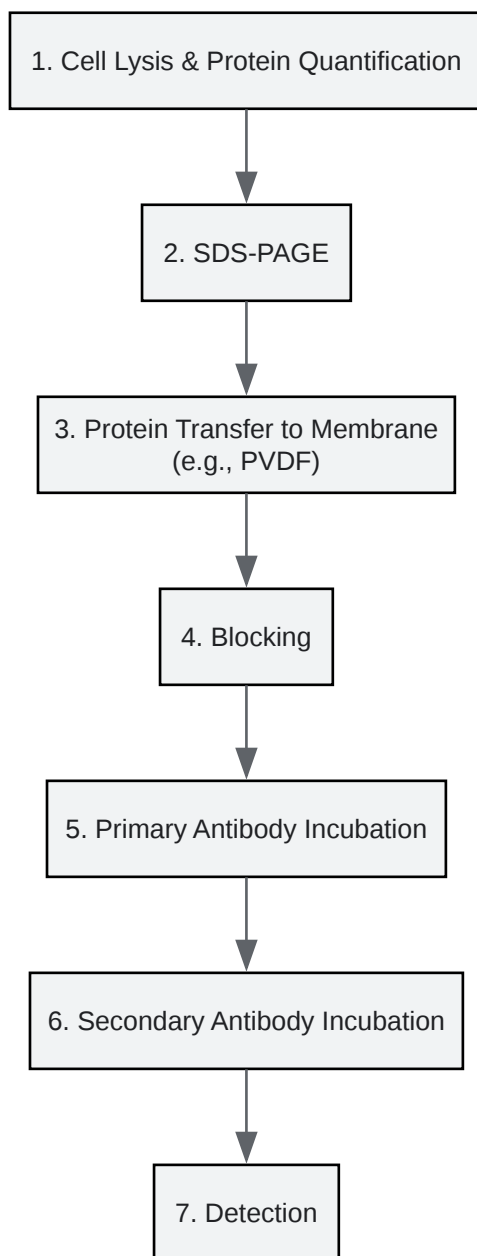 1. Cell Lysis & Protein Quantification
2. SDS-PAGE
3. Protein Transfer to Membrane
(e.g., PVDF)
4. Blocking
5. Primary Antibody Incubation
6. Secondary Antibody Incubation
7. Detection